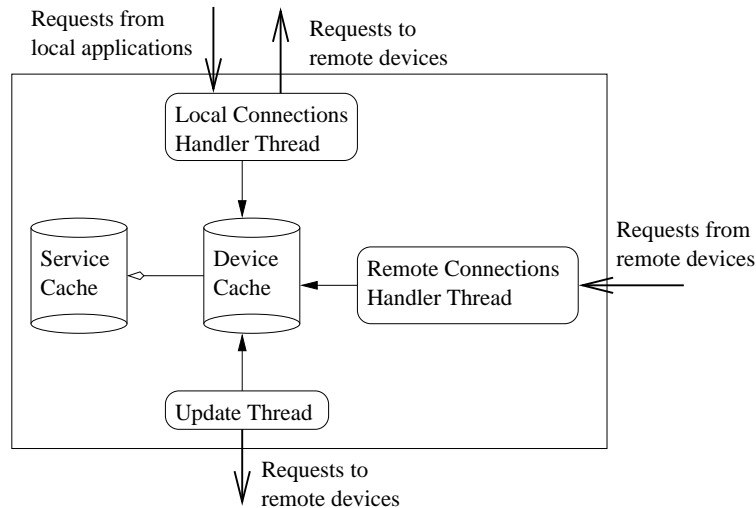 Requests from
local applications
Requests to
remote devices
Local Connections
Handler Thread
Service
Cache
Device
Cache
Remote Connections
Handler Thread
Requests from
remote devices
Update Thread
Requests to
remote devices